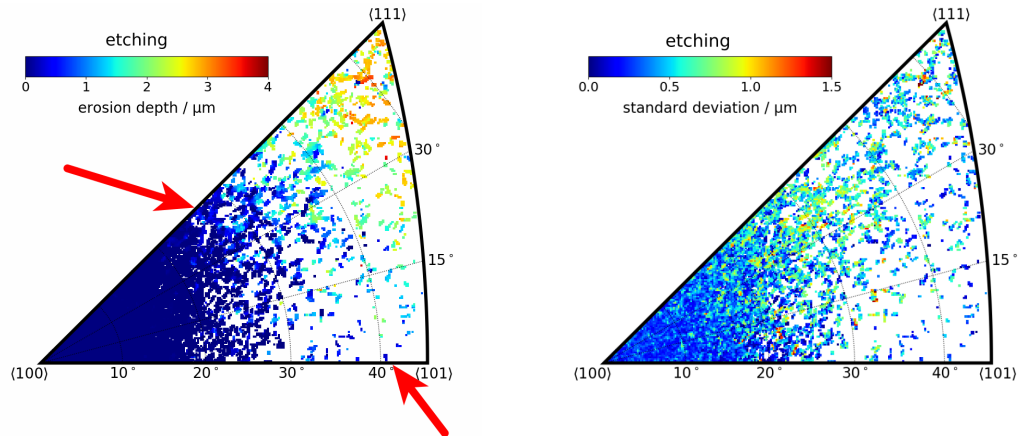 ⟨111⟩
etching
0 1 2 3 4
erosion depth / μm
30°
15°
⟨100⟩ 10° 20° 30° 40° ⟨101⟩
⟨111⟩
etching
0.0 0.5 1.0 1.5
standard deviation / μm
30°
15°
⟨100⟩ 10° 20° 30° 40° ⟨101⟩